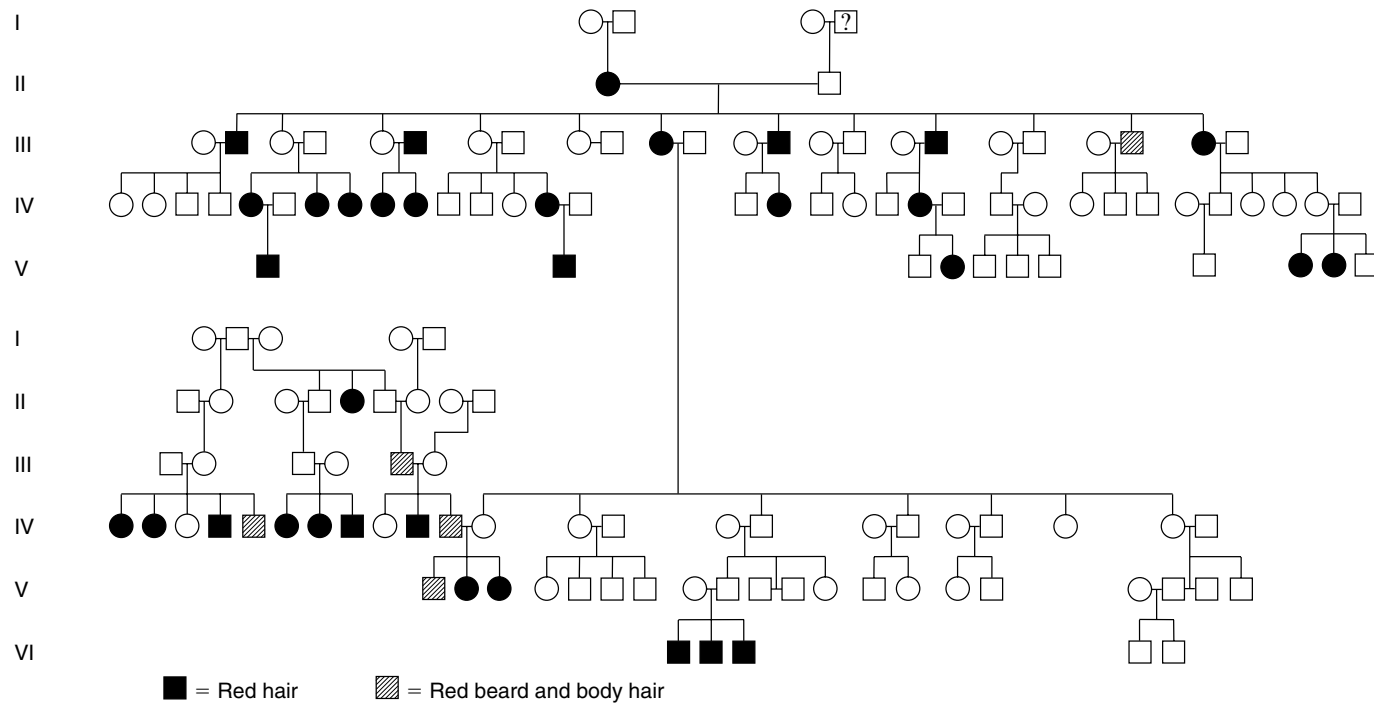 I
?
II
III
IV
V
I
II
III
IV
V
VI
= Red hair
= Red beard and body hair